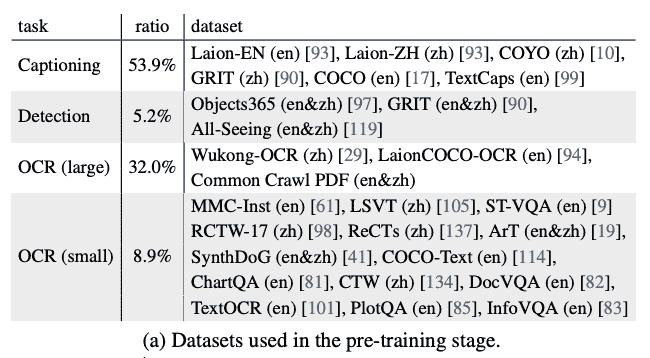 task ratio dataset
Captioning 53.9% Laion-EN (en) [93], Laion-ZH (zh) [93], COYO (zh) [10],
GRIT (zh) [90], COCO (en) [17], TextCaps (en) [99]
Detection 5.2% Objects365 (en&zh) [97], GRIT (en&zh) [90],
All-Seeing (en&zh) [119]
OCR (large) 32.0% Wukong-OCR (zh) [29], LaionCOCO-OCR (en) [94],
Common Crawl PDF (en&zh)
OCR (small) 8.9% MMC-Inst (en) [61], LSVT (zh) [105], ST-VQA (en) [9]
RCTW-17 (zh) [98], ReCTs (zh) [137], ArT (en&zh) [19],
SynthDoG (en&zh) [41], COCO-Text (en) [114],
ChartQA (en) [81], CTW (zh) [134], DocVQA (en) [82],
TextOCR (en) [101], PlotQA (en) [85], InfoVQA (en) [83]
(a) Datasets used in the pre-training stage.